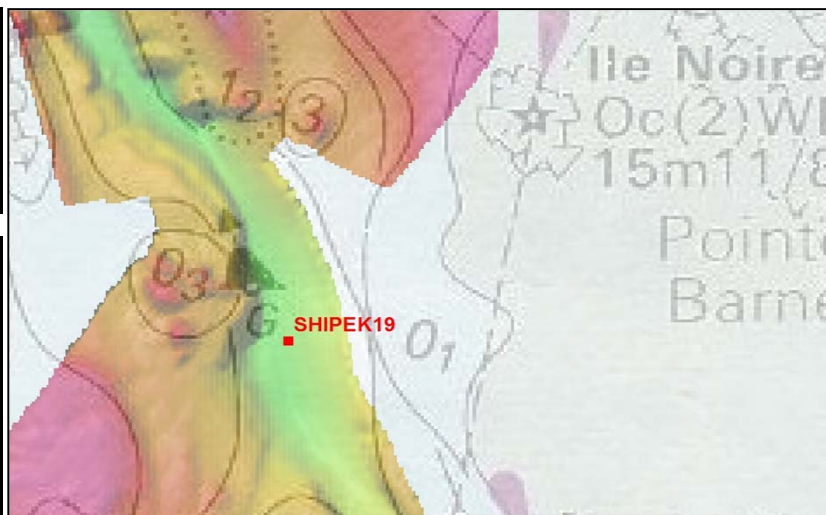 Ile Noire
1₂
3
Oc(2)W
15m11/8
Pointe
Barne
0₃
G
SHIPEK19
0₁